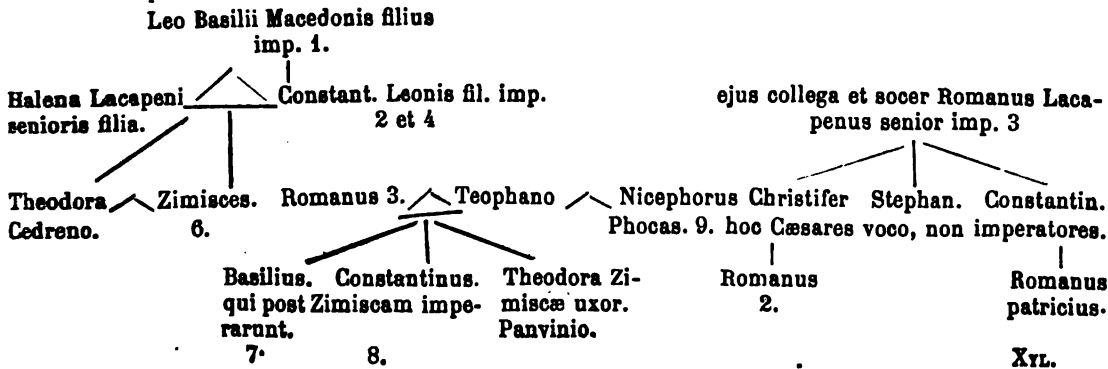 Leo Basilii Macedonis filius
imp. 1.
Halena Lacapeni Constant. Leonis fil. imp. ejus collega et socer Romanus Laca-
senioris filia. 2 et 4 penus senior imp. 3
Theodora Zimisces. Romanus 3. Teophano Nicephorus Christifer Stephan. Constantin.
Cedreno. 6. Phocas. 9. hoc Cæsares voco, non imperatores.
Basilius. Constantinus. Theodora Zi- Romanus Romanus
qui post Zimiscam impe- miscæ uxor. 2. patricius.
rarunt. Panvinio.
7. 8. XYL.